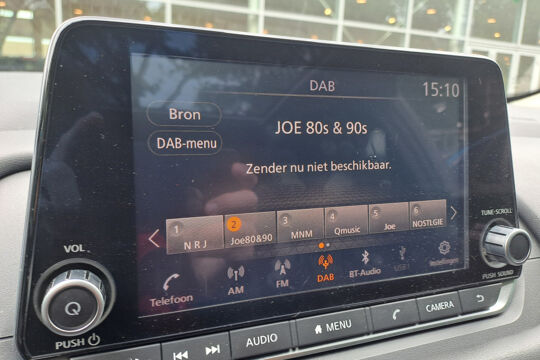 DAB
15:10
Bron
DAB-menu
JOE 80s & 90s
Zender nu niet beschikbaar.
1 2 3 4 5 6
N R J Joe80&90 MNM Qmusic Joe NOSTLGIE
Telefoon AM FM DAB BT-Audio USB Instellingen
VOL
PUSH
TUNE·SCROLL
PUSH SOUND
AUDIO MENU CAMERA